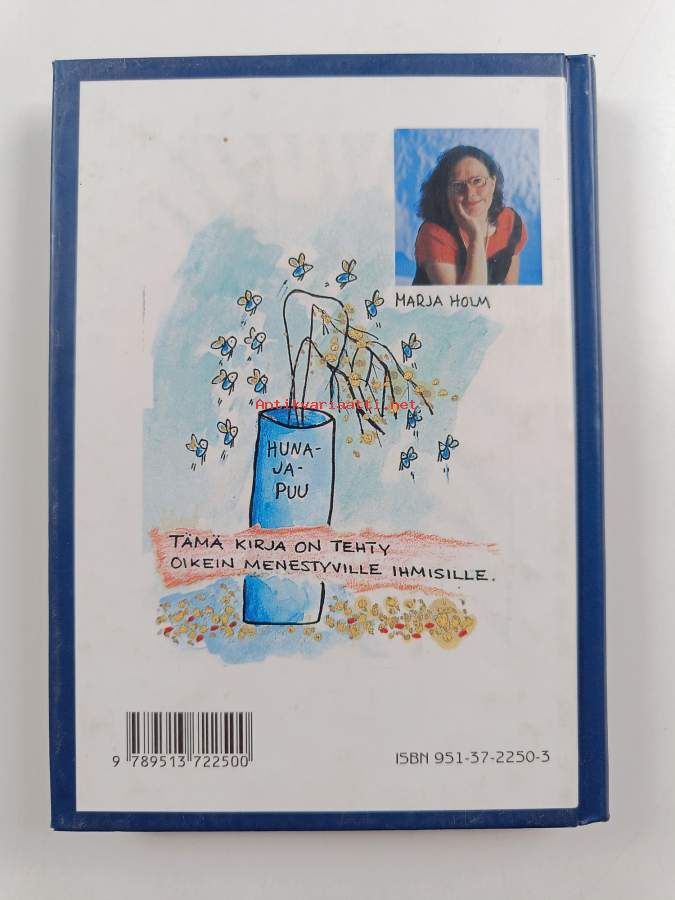 MARJA HOLM
Antikvariaatti.net
HUNA-
JA-
PUU
TÄMÄ KIRJA ON TEHTY
OIKEIN MENESTYVILLE IHMISILLE.
9 789513 722500
ISBN 951-37-2250-3